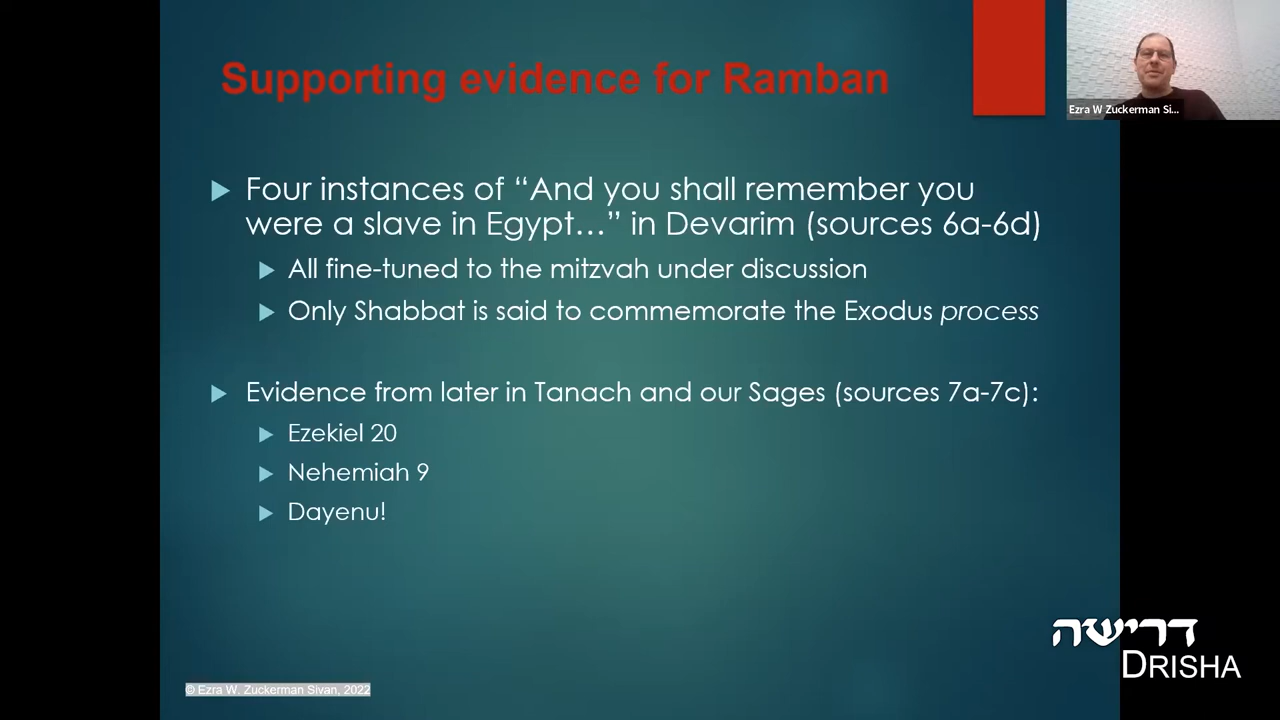 Supporting evidence for Ramban
Ezra W Zuckerman Si...
Four instances of “And you shall remember you
were a slave in Egypt…” in Devarim (sources 6a-6d)
All fine-tuned to the mitzvah under discussion
Only Shabbat is said to commemorate the Exodus process
Evidence from later in Tanach and our Sages (sources 7a-7c):
Ezekiel 20
Nehemiah 9
Dayenu!
דרישה
DRISHA
© Ezra W. Zuckerman Sivan, 2022